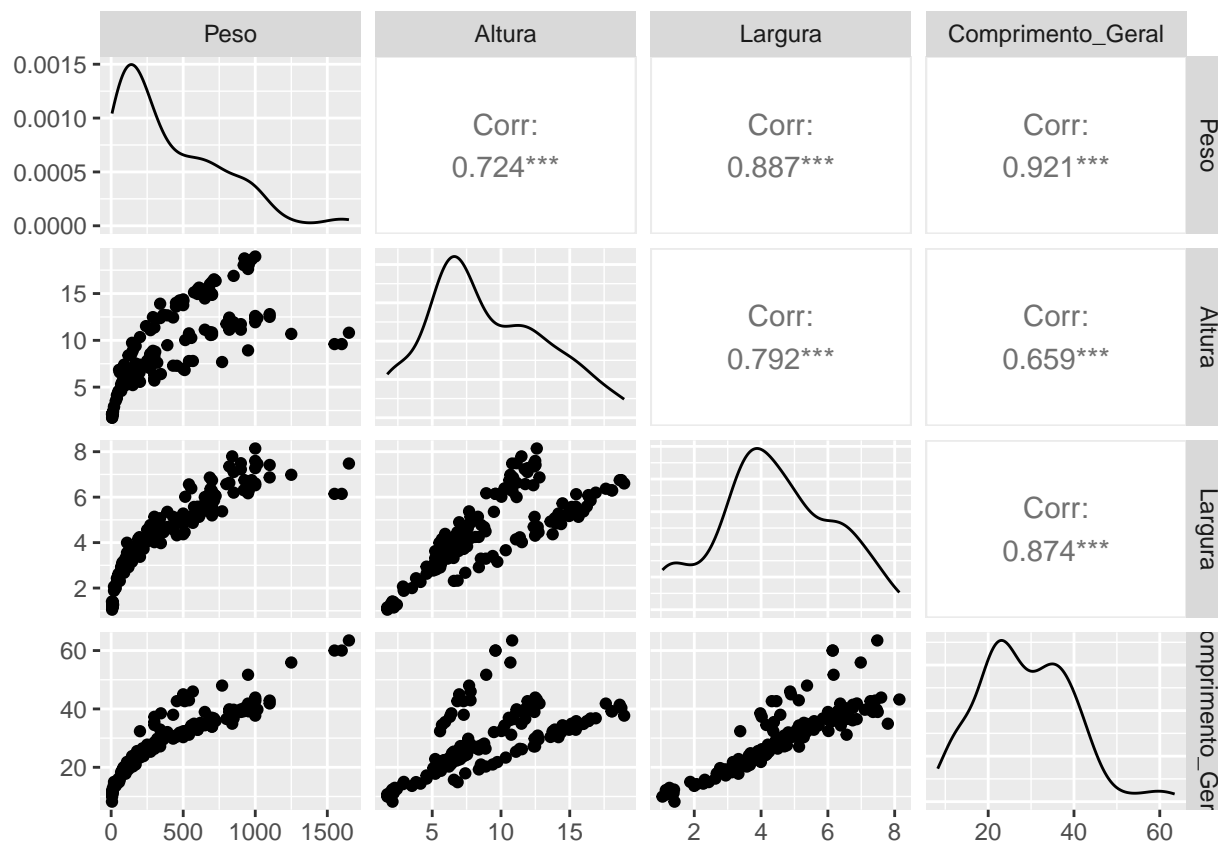 Peso Altura Largura Comprimento_Geral
0.0015
0.0010
0.0005
0.0000
Corr:
0.724***
Corr:
0.887***
Corr:
0.921***
Peso
15
10
5
Corr:
0.792***
Corr:
0.659***
Altura
8
6
4
2
Corr:
0.874***
Largura
60
40
20
omprimento_Ger
0 500 1000 1500
5 10 15
2 4 6 8
20 40 60